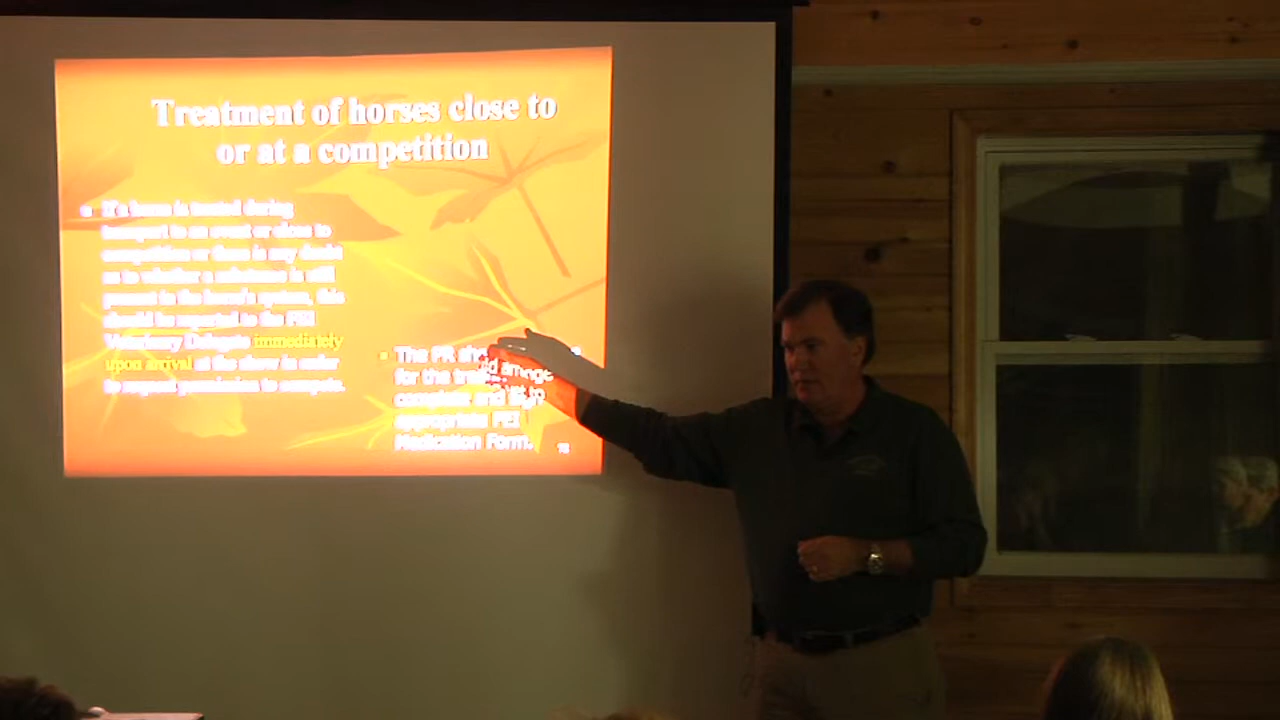 Treatment of horses close to
or at a competition
If a horse is treated during
transport to an event or close to
competition or there is any doubt
as to whether a substance is still
present in the horse's system, this
should be reported to the FEI
Veterinary Delegate immediately
upon arrival at the show in order
to request permission to compete.
The PR
for the
complete and
appropriate FEI
Medication Form.